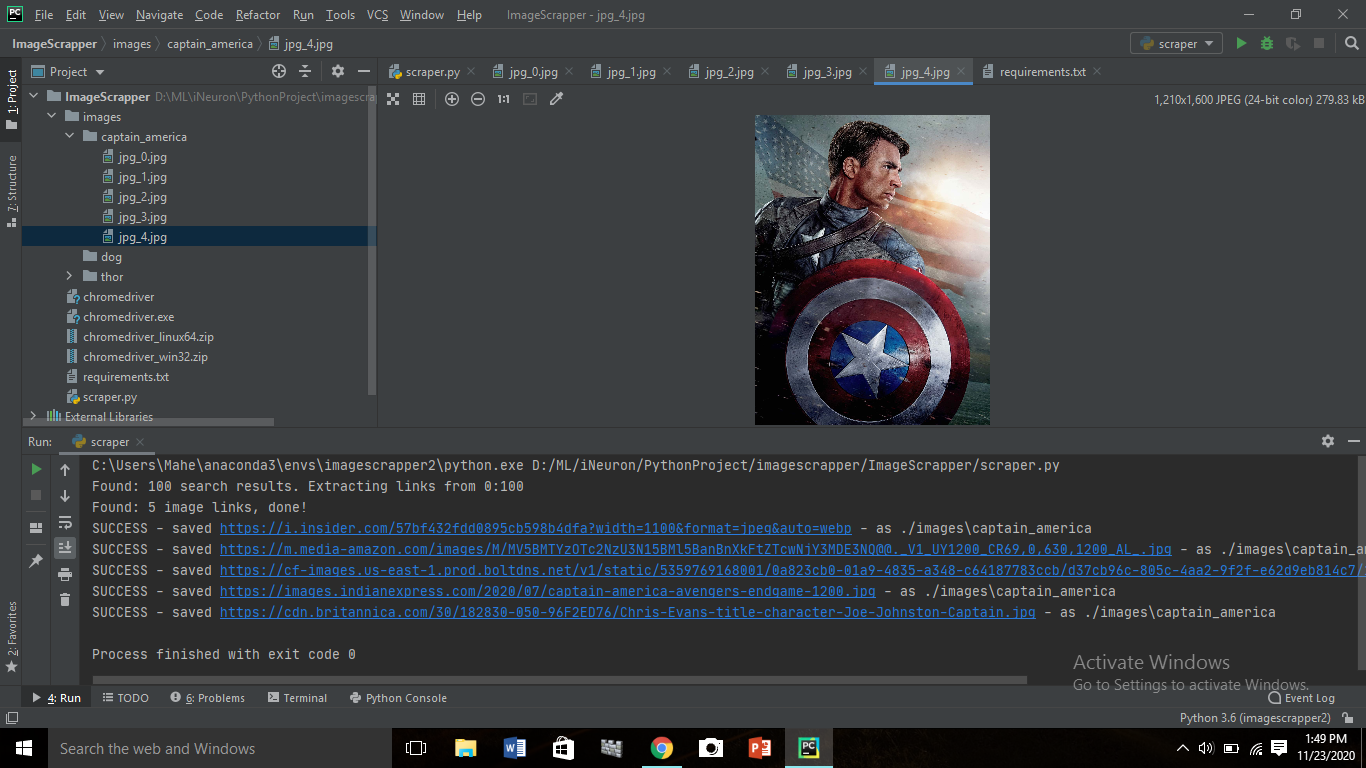 PC File Edit View Navigate Code Refactor Run Tools VCS Window Help ImageScrapper - jpg_4.jpg
ImageScrapper images captain_america jpg_4.jpg scraper
1: Project
Project
scraper.py jpg_0.jpg jpg_1.jpg jpg_2.jpg jpg_3.jpg jpg_4.jpg requirements.txt
1:1 1,210x1,600 JPEG (24-bit color) 279.83 kB
ImageScrapper D:\ML\iNeuron\PythonProject\imagescra
images
captain_america
jpg_0.jpg
jpg_1.jpg
jpg_2.jpg
jpg_3.jpg
jpg_4.jpg
dog
thor
chromedriver
chromedriver.exe
chromedriver_linux64.zip
chromedriver_win32.zip
requirements.txt
scraper.py
External Libraries
7: Structure
2: Favorites
Run: scraper
C:\Users\Mahe\anaconda3\envs\imagescrapper2\python.exe D:/ML/iNeuron/PythonProject/imagescrapper/ImageScrapper/scraper.py
Found: 100 search results. Extracting links from 0:100
Found: 5 image links, done!
SUCCESS - saved https://i.insider.com/57bf432fdd0895cb598b4dfa?width=1100&format=jpeg&auto=webp - as ./images\captain_america
SUCCESS - saved https://m.media-amazon.com/images/M/MV5BMTYzOTc2NzU3N15BMl5BanBnXkFtZTcwNjY3MDE3NQ@@._V1_UY1200_CR69,0,630,1200_AL_.jpg - as ./images\captain_a
SUCCESS - saved https://cf-images.us-east-1.prod.boltdns.net/v1/static/5359769168001/0a823cb0-01a9-4835-a348-c64187783ccb/d37cb96c-805c-4aa2-9f2f-e62d9eb814c7/
SUCCESS - saved https://images.indianexpress.com/2020/07/captain-america-avengers-endgame-1200.jpg - as ./images\captain_america
SUCCESS - saved https://cdn.britannica.com/30/182830-050-96F2ED76/Chris-Evans-title-character-Joe-Johnston-Captain.jpg - as ./images\captain_america
Process finished with exit code 0
Activate Windows
Go to Settings to activate Windows.
4: Run TODO 6: Problems Terminal Python Console Event Log
Python 3.6 (imagescrapper2)
Search the web and Windows
1:49 PM
11/23/2020